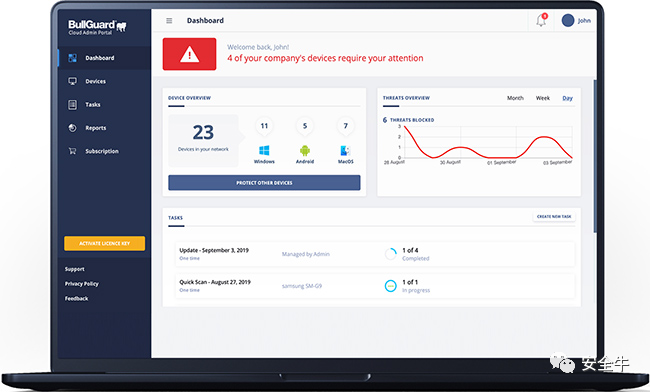 BullGuard
Cloud Admin Portal
Dashboard
Devices
Tasks
Reports
Subscription
ACTIVATE LICENCE KEY
Support
Privacy Policy
Feedback
Dashboard
John
Welcome back, John!
4 of your company's devices require your attention
DEVICE OVERVIEW
23
Devices in your network
11
Windows
5
Android
7
MacOS
PROTECT OTHER DEVICES
THREATS OVERVIEW
Month
Week
Day
6 THREATS BLOCKED
3
2
1
0
28 August
30 August
01 September
03 September
TASKS
CREATE NEW TASK
Update - September 3, 2019
One time
Managed by Admin
1 of 4
Completed
Quick Scan - August 27, 2019
One time
samsung SM-G9
1 of 1
In progress
安全牛